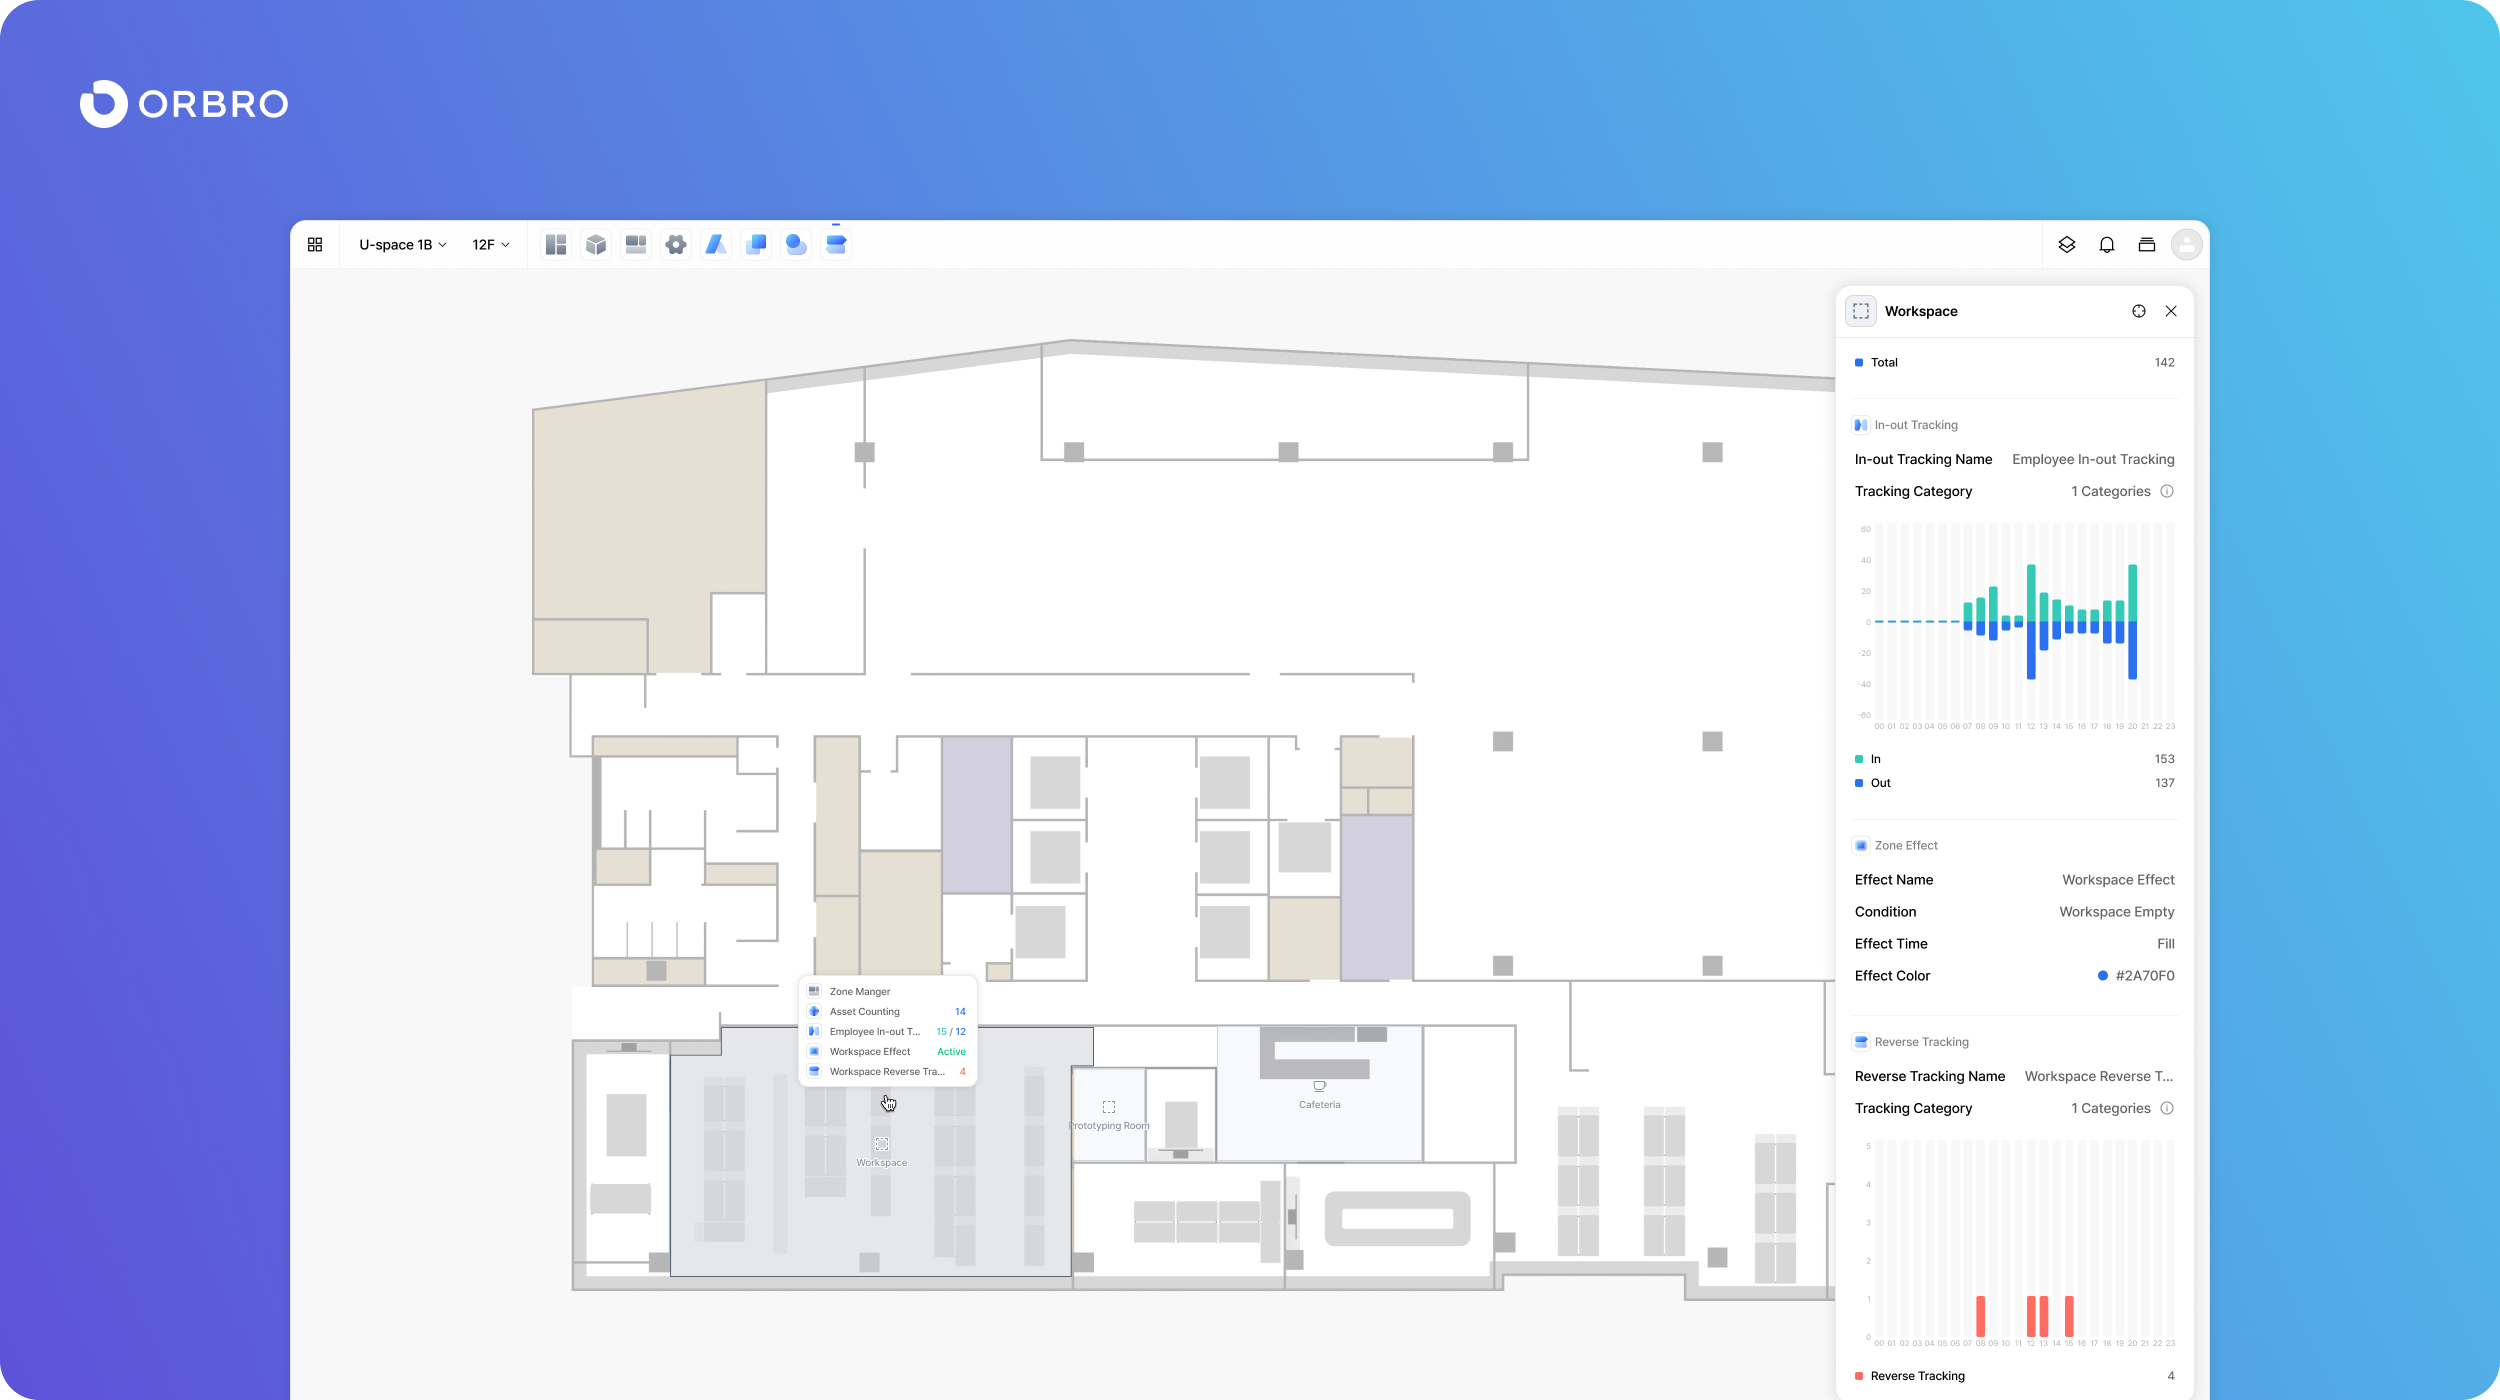 ORBRO
U-space 1B
12F
Workspace
Total 142
In-out Tracking
In-out Tracking Name Employee In-out Tracking
Tracking Category 1 Categories
60
40
20
0
-20
-40
-60
00 01 02 03 04 05 06 07 08 09 10 11 12 13 14 15 16 17 18 19 20 21 22 23
In 153
Out 137
Zone Effect
Effect Name Workspace Effect
Condition Workspace Empty
Effect Time Fill
Effect Color #2A70F0
Reverse Tracking
Reverse Tracking Name Workspace Reverse T...
Tracking Category 1 Categories
5
4
3
2
1
0
00 01 02 03 04 05 06 07 08 09 10 11 12 13 14 15 16 17 18 19 20 21 22 23
Reverse Tracking 4
Zone Manger
Asset Counting 14
Employee In-out T... 15 / 12
Workspace Effect Active
Workspace Reverse Tra... 4
Workspace
Prototyping Room
Cafeteria